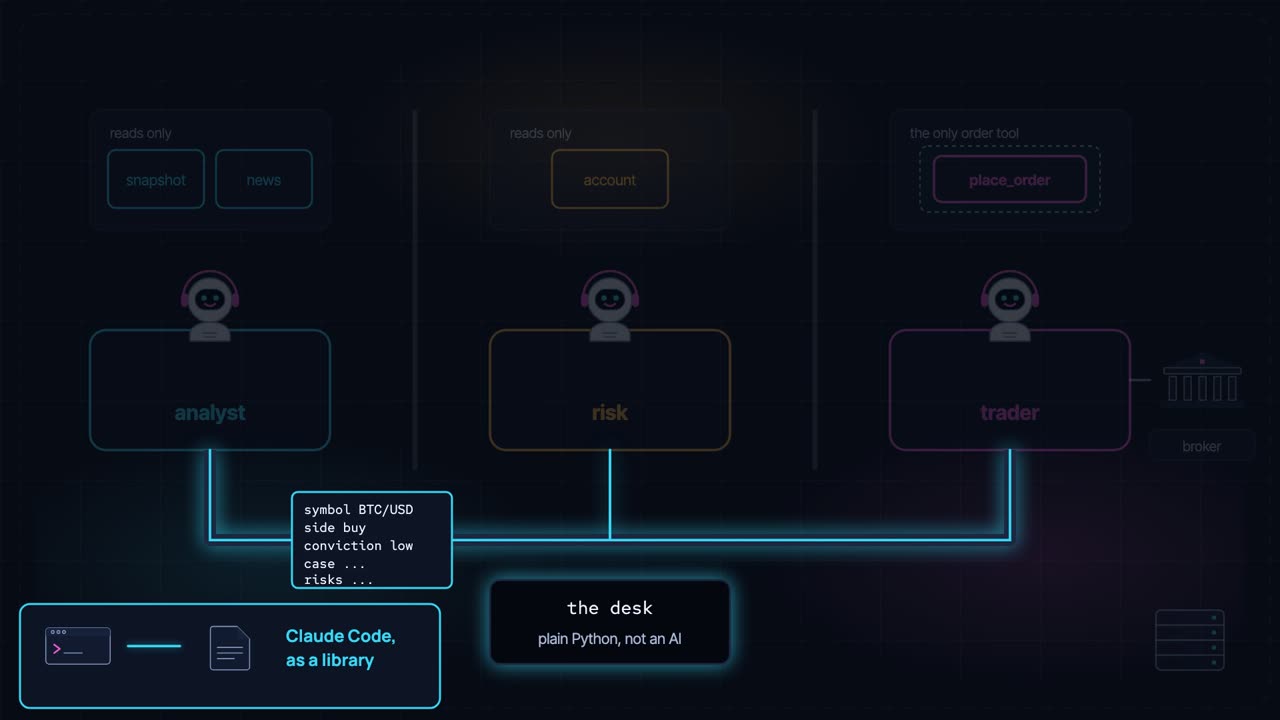 reads only
snapshot
news
reads only
account
the only order tool
place_order
analyst
risk
trader
broker
symbol BTC/USD
side buy
conviction low
case ...
risks ...
the desk
plain Python, not an AI
Claude Code,
as a library